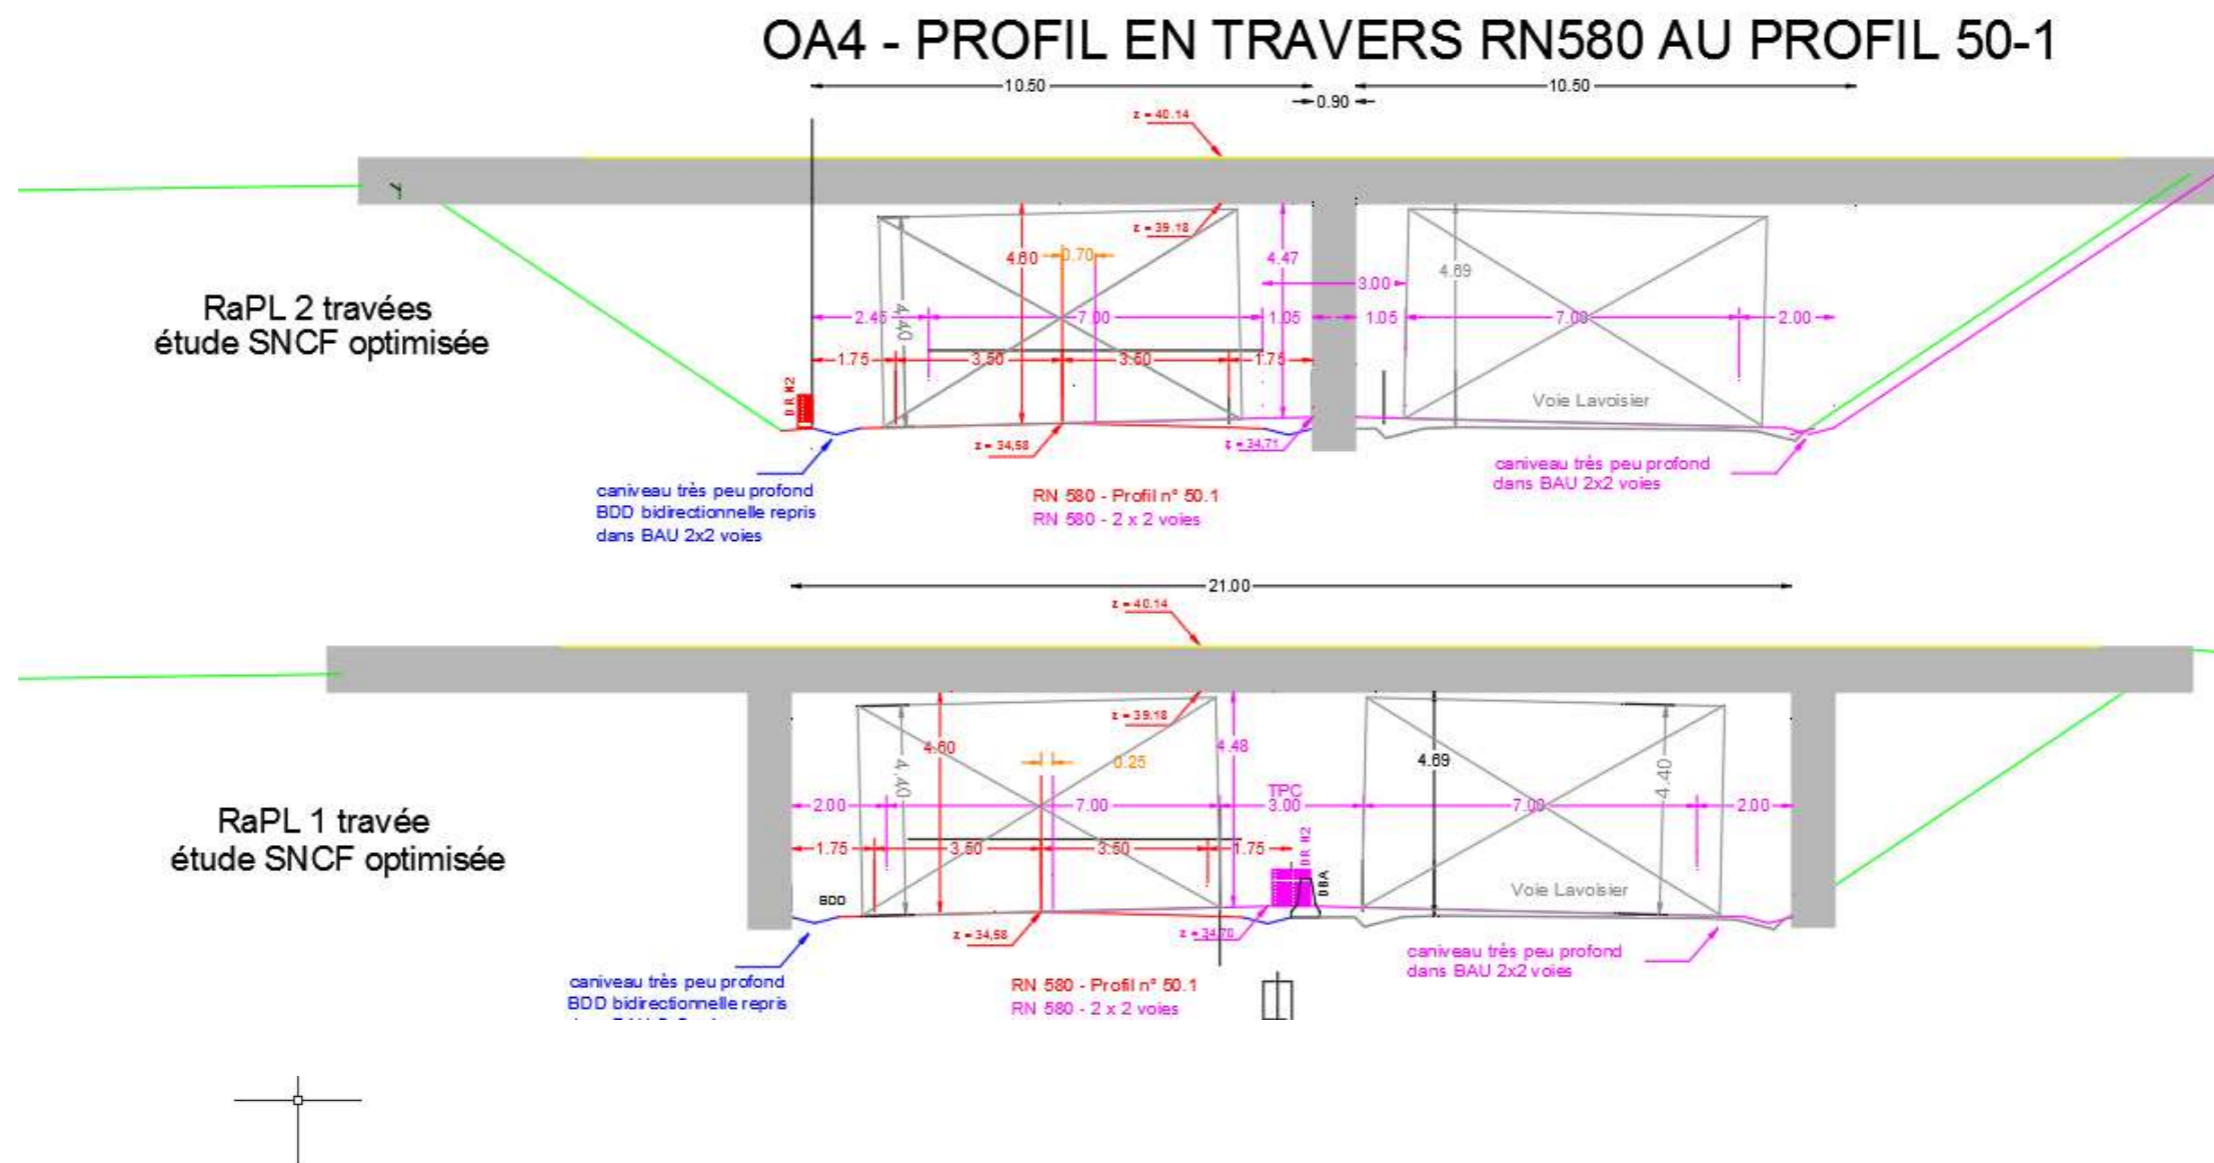 OA4 - PROFIL EN TRAVERS RN580 AU PROFIL 50-1
10.50
10.50
0.90
z = 40.14
z = 39.18
4.60
0.70
4.47
4.69
3.00
RaPL 2 travées
étude SNCF optimisée
2.45
4,40
7.00
1.05
1.05
7.00
2.00
1.75
3.50
3.50
1.75
BR H2
Voie Lavoisier
z = 34,58
z = 34,71
caniveau très peu profond
BDD bidirectionnelle repris
dans BAU 2x2 voies
RN 580 - Profil n° 50.1
RN 580 - 2 x 2 voies
caniveau très peu profond
dans BAU 2x2 voies
21.00
z = 40.14
z = 39.18
4.60
4.48
4.69
0.25
4,40
4.40
RaPL 1 travée
étude SNCF optimisée
TPC
2.00
7.00
3.00
7.00
2.00
1.75
3.50
3.50
1.75
BR H2
DBA
BDD
Voie Lavoisier
z = 34,58
z = 34,70
caniveau très peu profond
BDD bidirectionnelle repris
RN 580 - Profil n° 50.1
RN 580 - 2 x 2 voies
caniveau très peu profond
dans BAU 2x2 voies